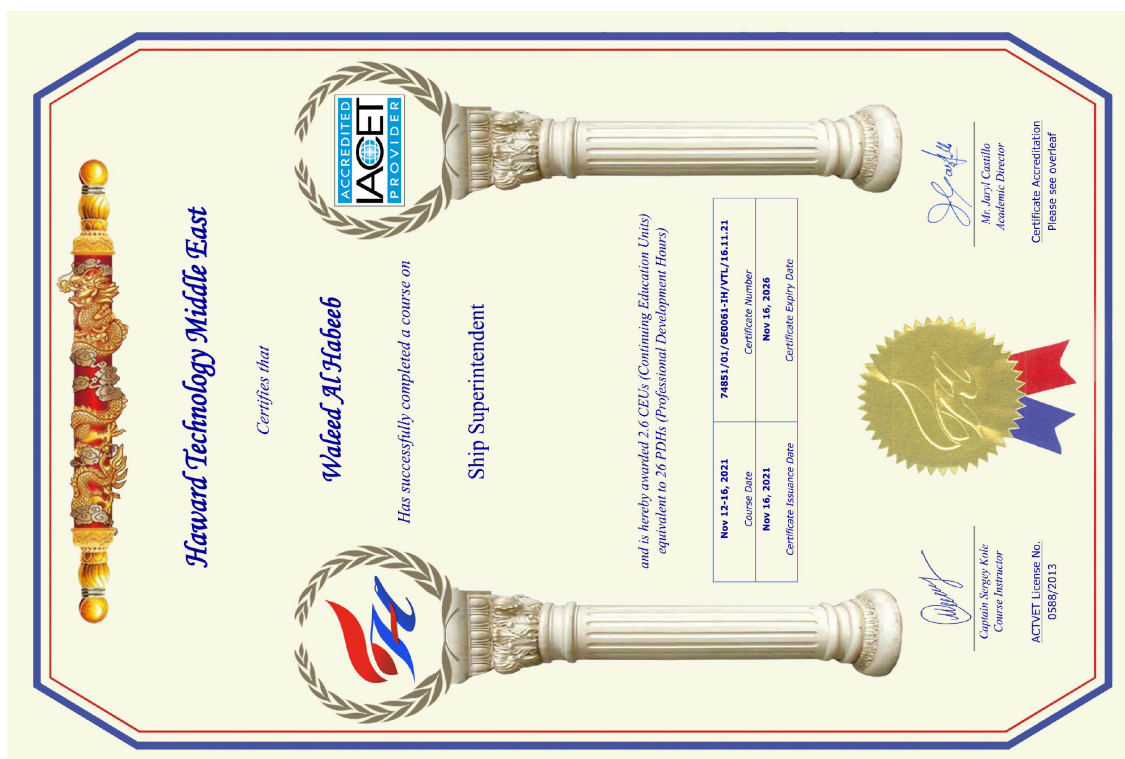 ACCREDITED
IACET
PROVIDER
Haward Technology Middle East
Certifies that
Waleed Al Habeeb
Has successfully completed a course on
Ship Superintendent
and is hereby awarded 2.6 CEUs (Continuing Education Units)
equivalent to 26 PDHs (Professional Development Hours)
Nov 12-16, 2021
Course Date
74851/01/OE0061-IH/VTL/16.11.21
Certificate Number
Nov 16, 2021
Certificate Issuance Date
Nov 16, 2026
Certificate Expiry Date
Captain Sergey Kole
Course Instructor
ACTVET License No.
0588/2013
Mr. Jaryl Castillo
Academic Director
Certificate Accreditation
Please see overleaf